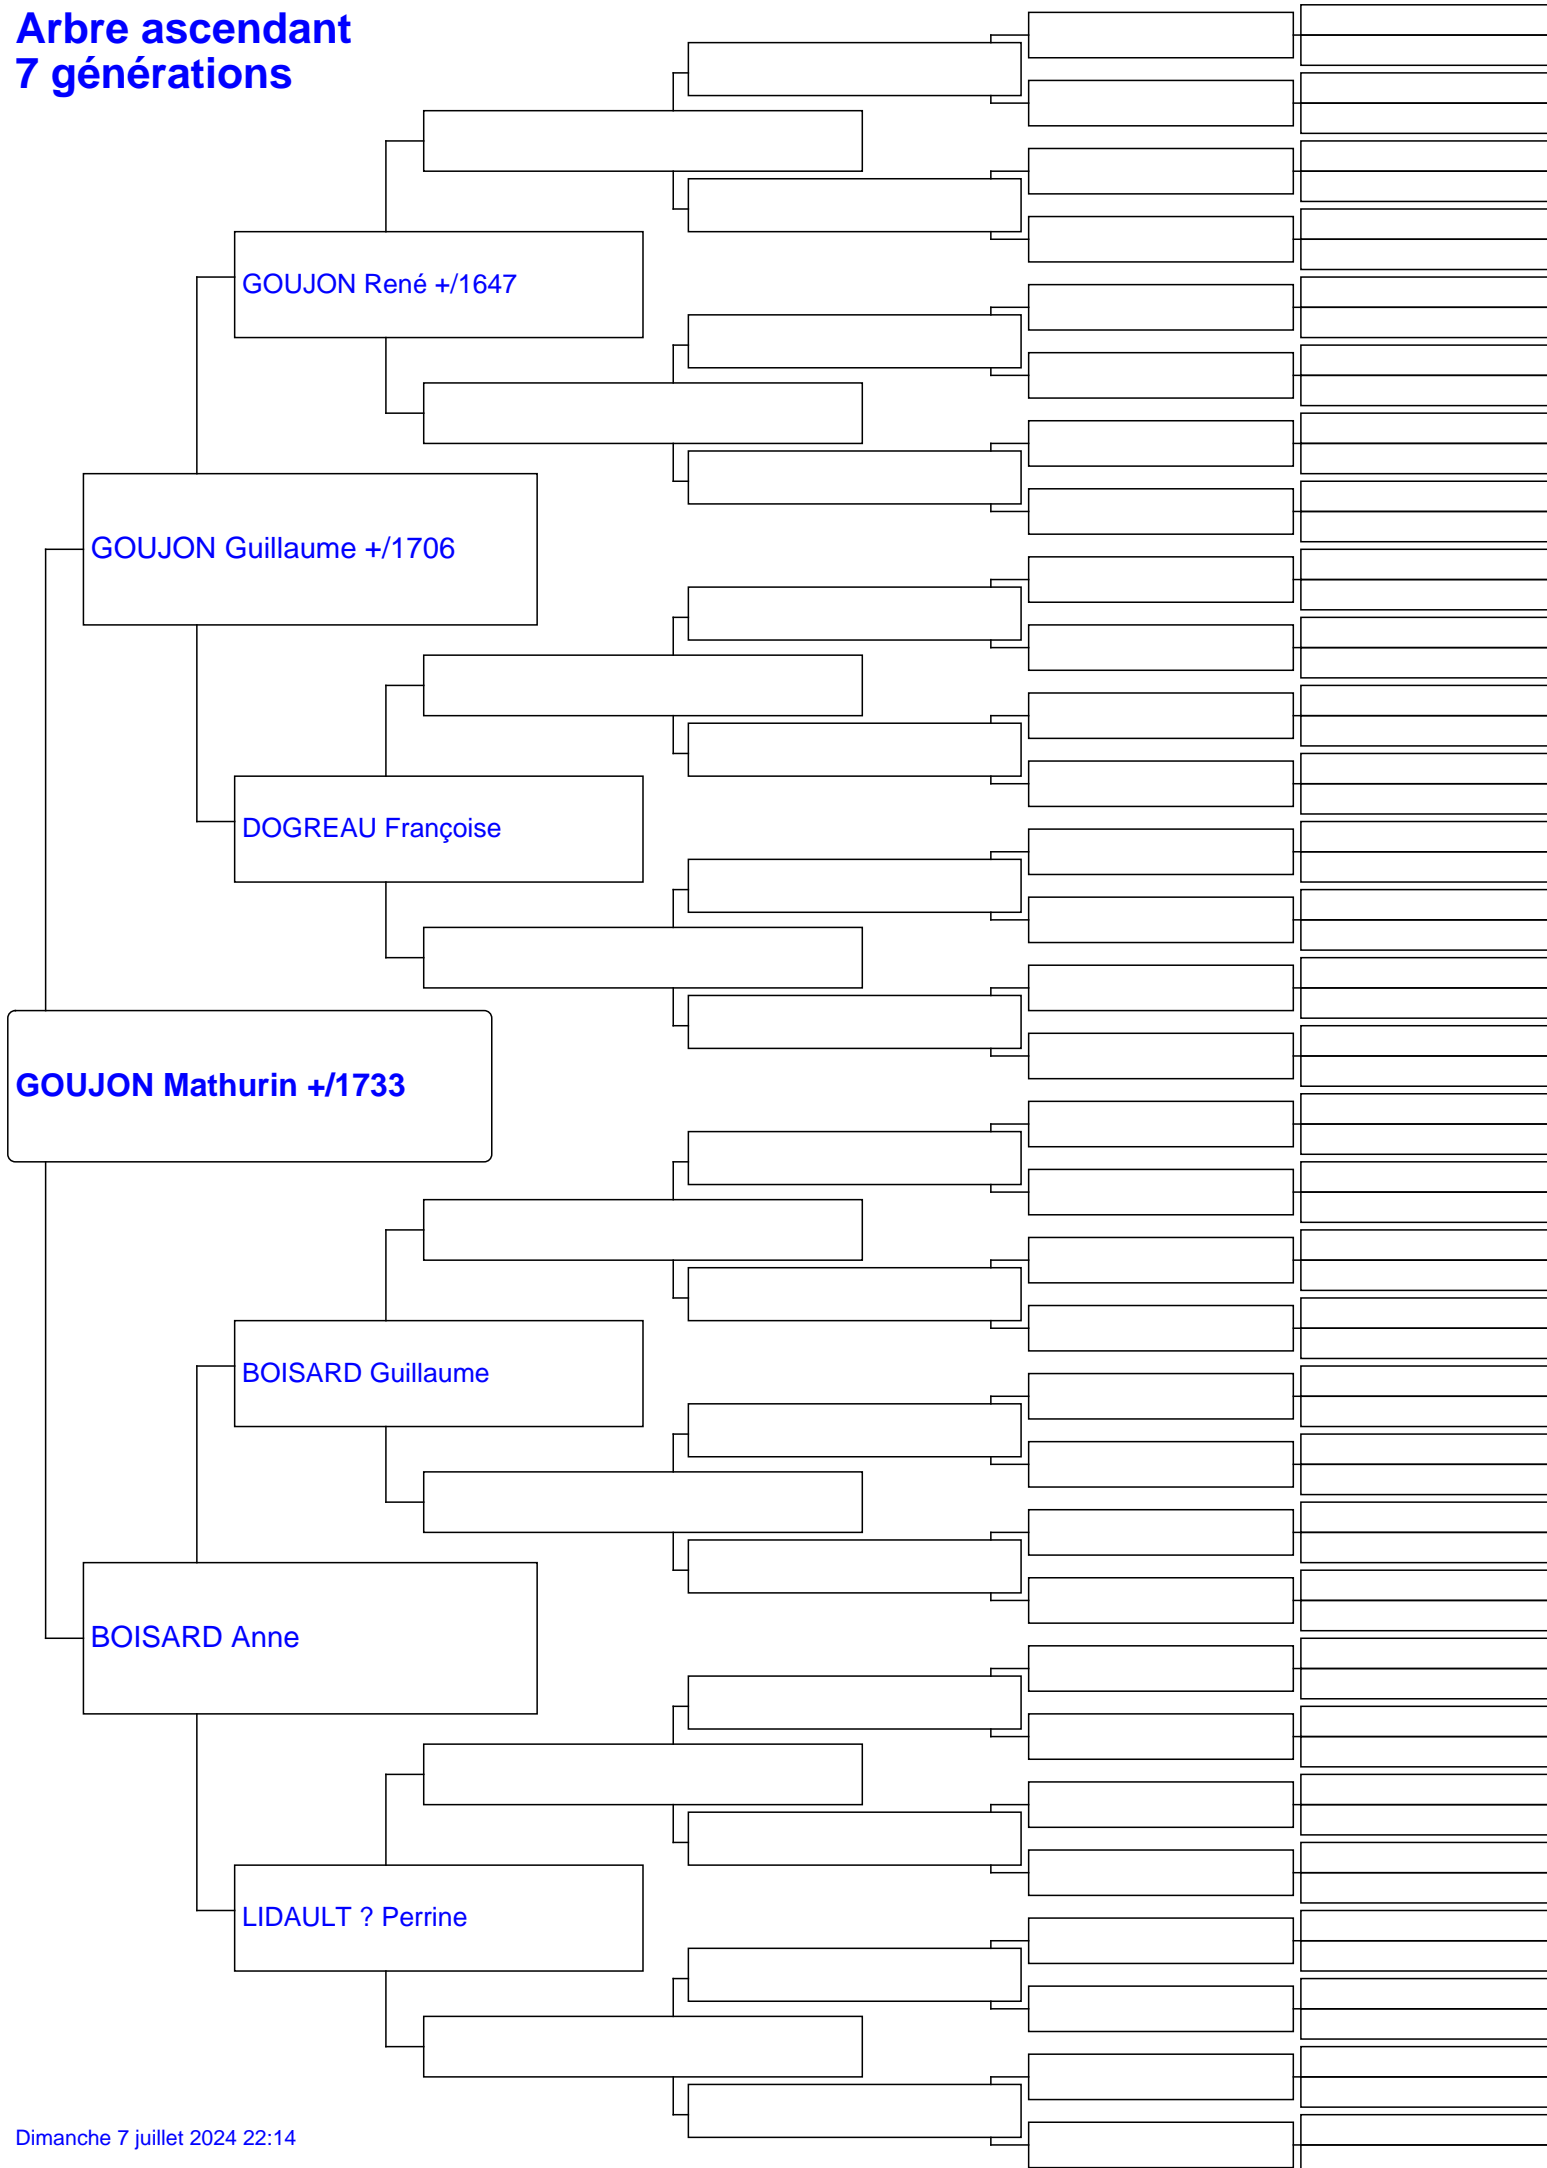 Arbre ascendant
7 générations
GOUJON René +/1647
GOUJON Guillaume +/1706
DOGREAU Françoise
GOUJON Mathurin +/1733
BOISARD Guillaume
BOISARD Anne
LIDAULT ? Perrine
Dimanche 7 juillet 2024 22:14